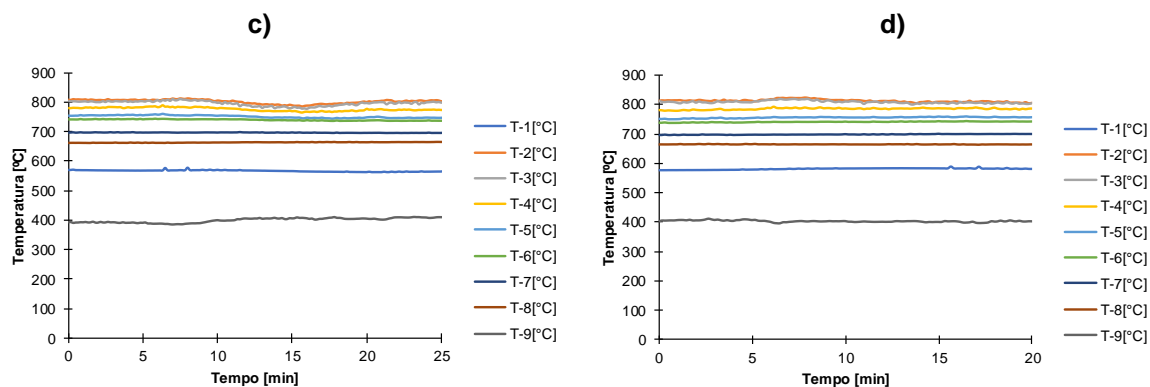 c)
900
800
700
600
500
400
300
200
100
0
Temperatura [ºC]
0 5 10 15 20 25
Tempo [min]
T-1[°C]
T-2[°C]
T-3[°C]
T-4[°C]
T-5[°C]
T-6[°C]
T-7[°C]
T-8[°C]
T-9[°C]
d)
900
800
700
600
500
400
300
200
100
0
Temperatura [ºC]
0 5 10 15 20
Tempo [min]
T-1[°C]
T-2[°C]
T-3[°C]
T-4[°C]
T-5[°C]
T-6[°C]
T-7[°C]
T-8[°C]
T-9[°C]